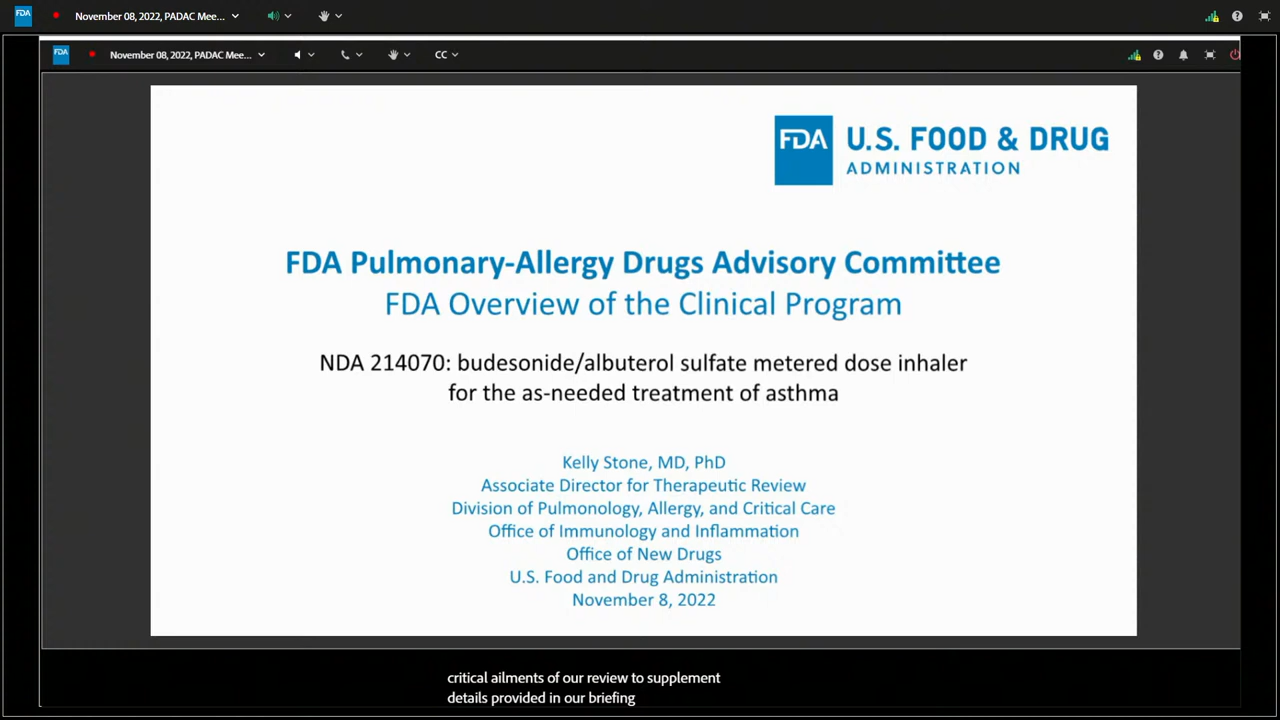 FDA
November 08, 2022, PADAC Mee...
FDA
November 08, 2022, PADAC Mee...
CC
FDA
U.S. FOOD & DRUG
ADMINISTRATION
FDA Pulmonary-Allergy Drugs Advisory Committee
FDA Overview of the Clinical Program
NDA 214070: budesonide/albuterol sulfate metered dose inhaler
for the as-needed treatment of asthma
Kelly Stone, MD, PhD
Associate Director for Therapeutic Review
Division of Pulmonology, Allergy, and Critical Care
Office of Immunology and Inflammation
Office of New Drugs
U.S. Food and Drug Administration
November 8, 2022
critical ailments of our review to supplement
details provided in our briefing